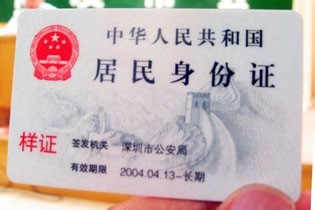 中华人民共和国
居民身份证
样证
签发机关 深圳市公安局
有效期限 2004.04.13-长期